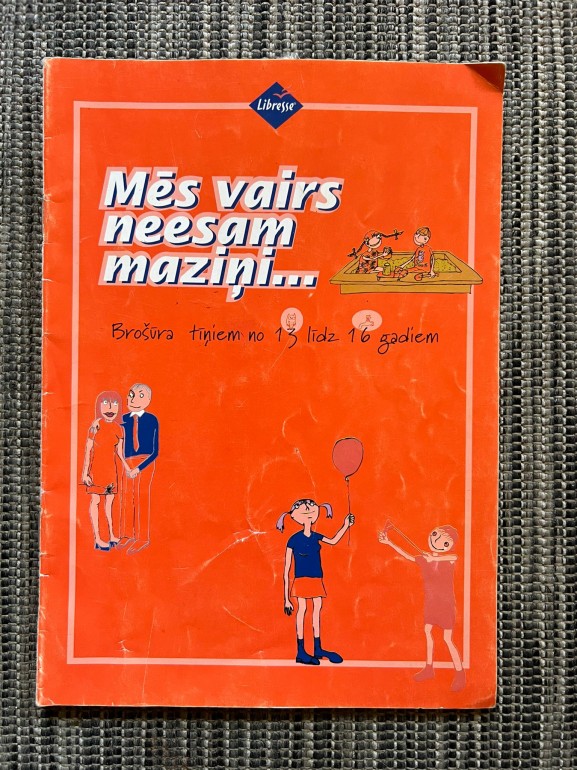 Libresse
Mēs vairs
neesam
maziņi...
Brošūra tīņiem no 13 līdz 16 gadiem